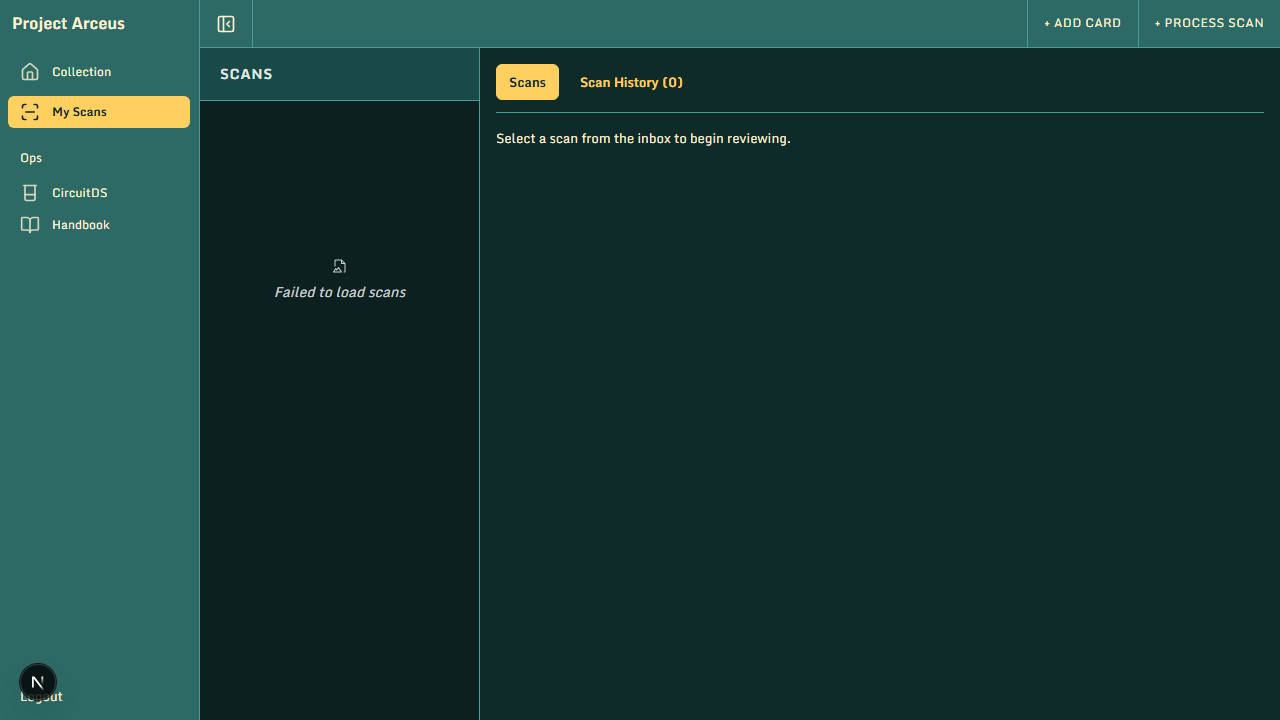 Project Arceus
+ ADD CARD
+ PROCESS SCAN
Collection
My Scans
Ops
CircuitDS
Handbook
Logout
SCANS
Failed to load scans
Scans
Scan History (0)
Select a scan from the inbox to begin reviewing.
N